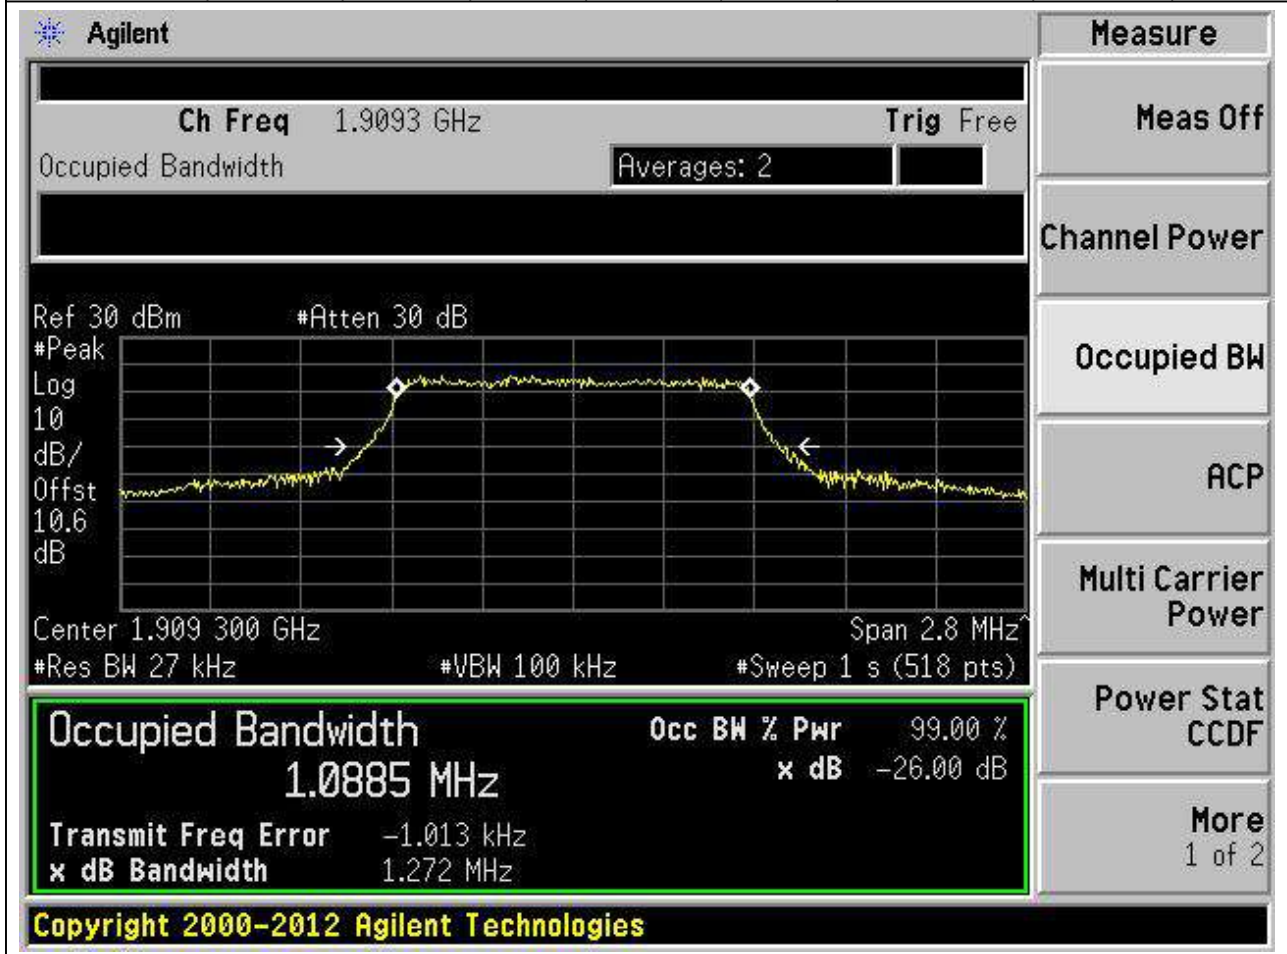 Agilent
Measure
Ch Freq 1.9093 GHz Trig Free
Occupied Bandwidth Averages: 2
Meas Off
Channel Power
Occupied BW
ACP
Multi Carrier
Power
Power Stat
CCDF
More
1 of 2
Ref 30 dBm #Atten 30 dB
#Peak
Log
10
dB/
Offst
10.6
dB
Center 1.909 300 GHz Span 2.8 MHz^
#Res BW 27 kHz #VBW 100 kHz #Sweep 1 s (518 pts)
Occupied Bandwidth Occ BW % Pwr 99.00 %
1.0885 MHz x dB -26.00 dB
Transmit Freq Error -1.013 kHz
x dB Bandwidth 1.272 MHz
Copyright 2000-2012 Agilent Technologies